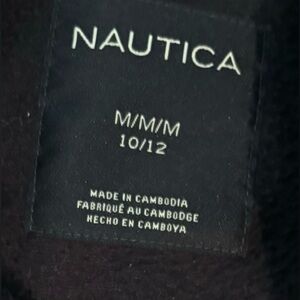 NAUTICA
M/M/M
10/12
MADE IN CAMBODIA
FABRIQUÉ AU CAMBODGE
HECHO EN CAMBOYA